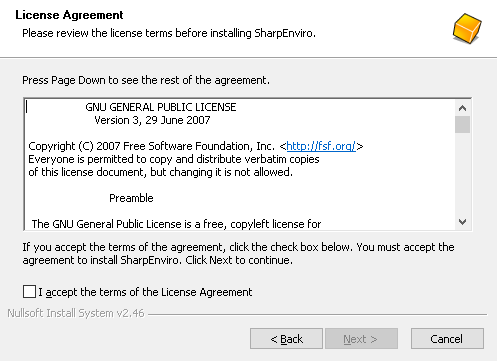 License Agreement
Please review the license terms before installing SharpEnviro.
Press Page Down to see the rest of the agreement.
GNU GENERAL PUBLIC LICENSE
Version 3, 29 June 2007
Copyright (C) 2007 Free Software Foundation, Inc. <http://fsf.org/>
Everyone is permitted to copy and distribute verbatim copies
of this license document, but changing it is not allowed.
Preamble
The GNU General Public License is a free, copyleft license for
If you accept the terms of the agreement, click the check box below. You must accept the
agreement to install SharpEnviro. Click Next to continue.
I accept the terms of the License Agreement
Nullsoft Install System v2.46
< Back Next > Cancel